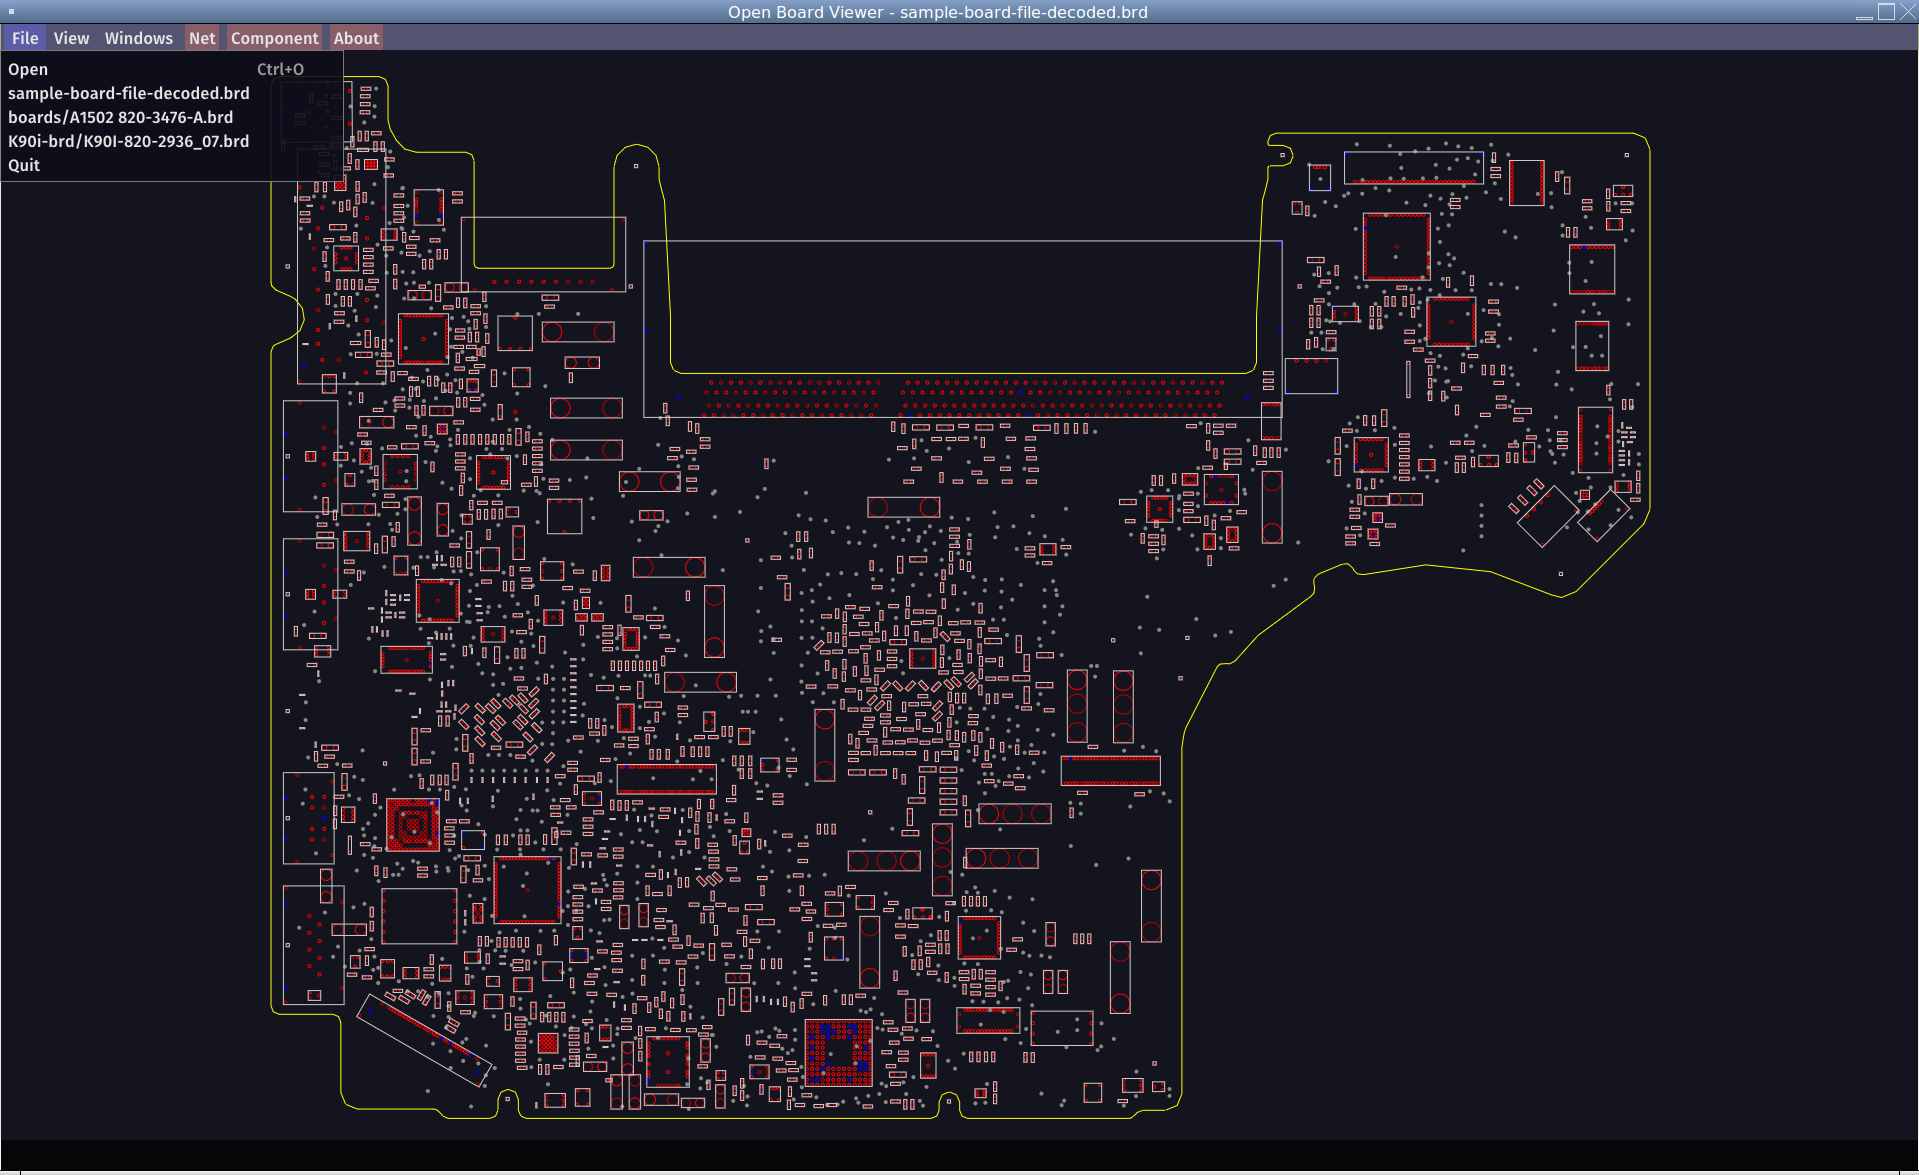 Open Board Viewer - sample-board-file-decoded.brd
File View Windows Net Component About
Open Ctrl+O
sample-board-file-decoded.brd
boards/A1502 820-3476-A.brd
K90i-brd/K90I-820-2936_07.brd
Quit